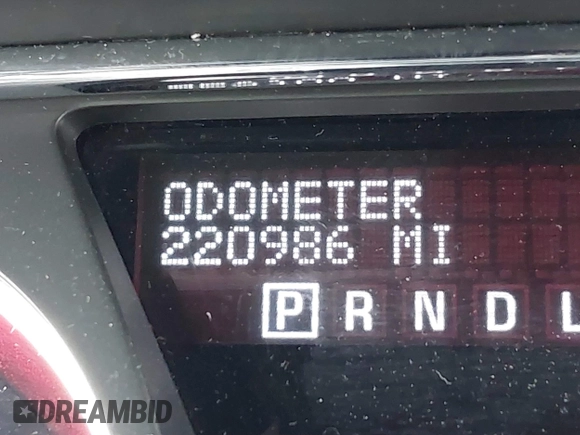 ODOMETER
220986 MI
P R N D L
DREAMBID